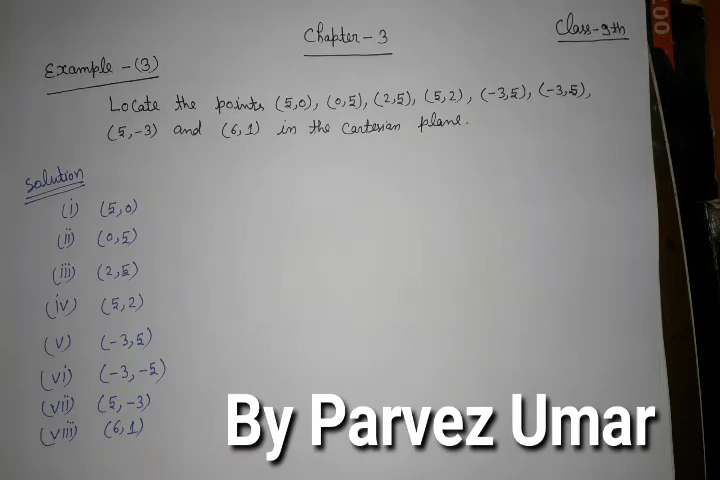 Chapter-3
Class-9th
Example-(3)
Locate the points (5,0), (0,5), (2,5), (5,2), (-3,5), (-3,-5),
(5,-3) and (6,1) in the cartesian plane.
Solution
(i) (5,0)
(ii) (0,5)
(iii) (2,5)
(iv) (5,2)
(v) (-3,5)
(vi) (-3,-5)
(vii) (5,-3)
(viii) (6,1)
By Parvez Umar